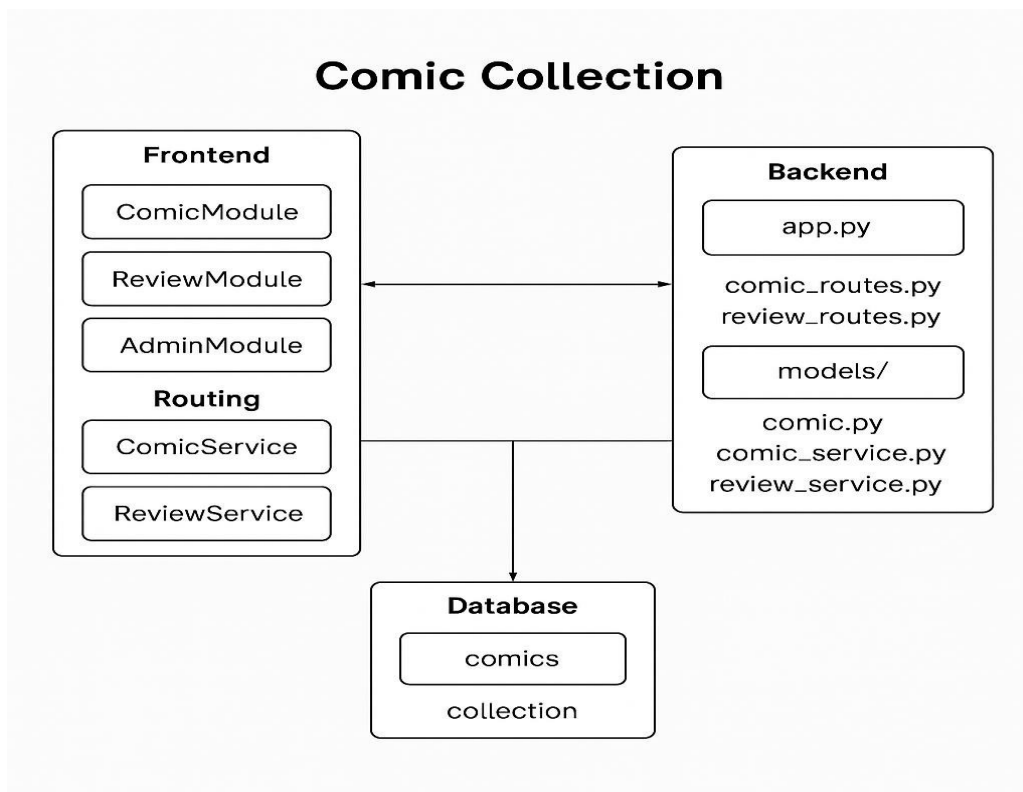 Comic Collection
Frontend
ComicModule
ReviewModule
AdminModule
Routing
ComicService
ReviewService
Backend
app.py
comic_routes.py
review_routes.py
models/
comic.py
comic_service.py
review_service.py
Database
comics
collection